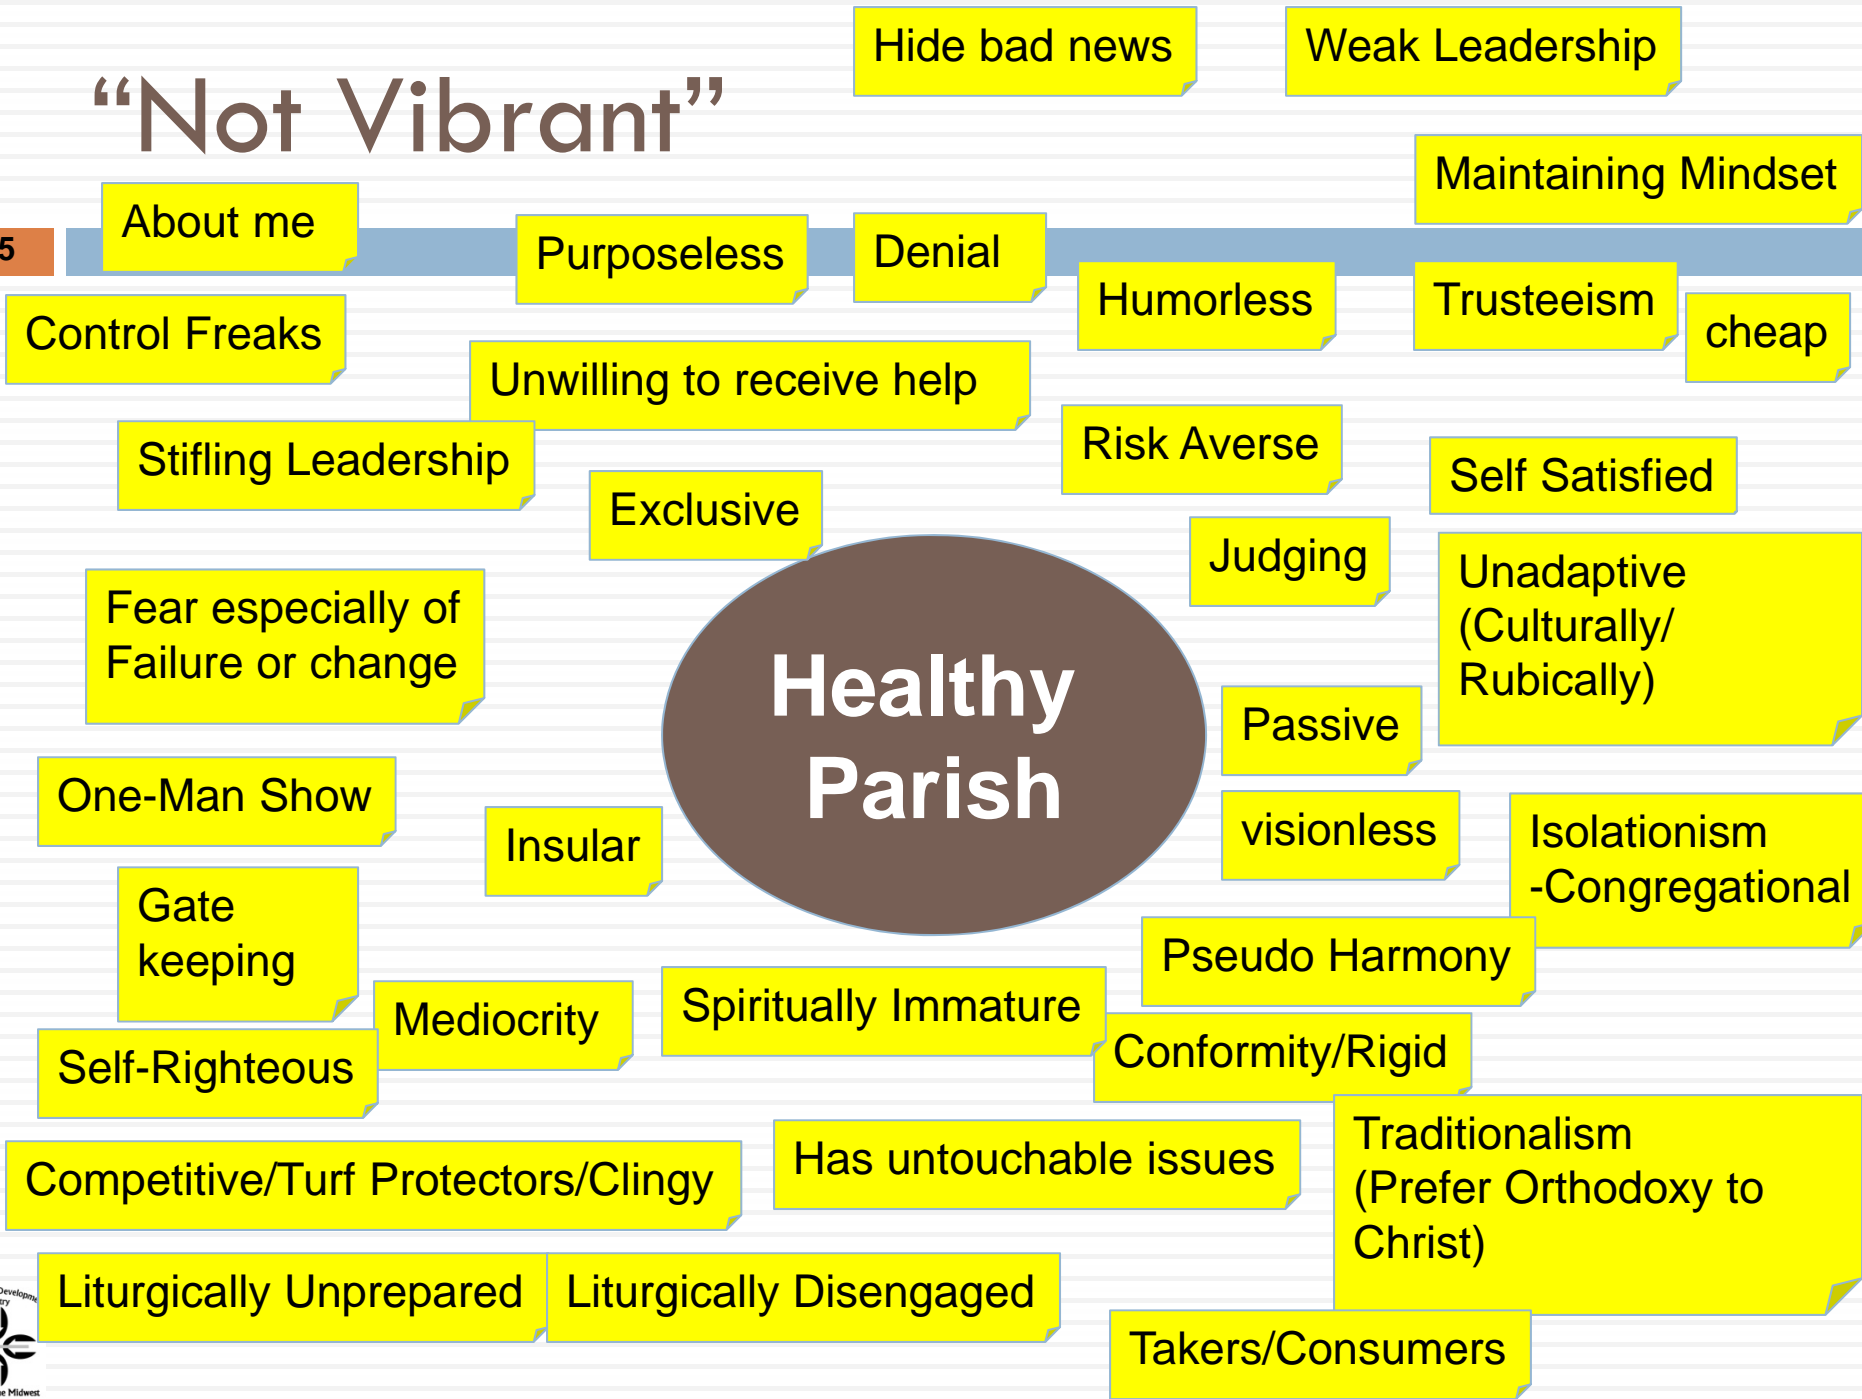 Hide bad news
Weak Leadership
“Not Vibrant”
Maintaining Mindset
About me
Purposeless
Denial
5
Humorless
Trusteeism
cheap
Control Freaks
Unwilling to receive help
Stifling Leadership
Risk Averse
Self Satisfied
Exclusive
Judging
Unadaptive
(Culturally/
Rubically)
Fear especially of
Failure or change
Healthy
Parish
Passive
One-Man Show
Insular
visionless
Isolationism
-Congregational
Gate
keeping
Pseudo Harmony
Mediocrity
Spiritually Immature
Conformity/Rigid
Self-Righteous
Competitive/Turf Protectors/Clingy
Has untouchable issues
Traditionalism
(Prefer Orthodoxy to
Christ)
Liturgically Unprepared
Liturgically Disengaged
Takers/Consumers
Midwest